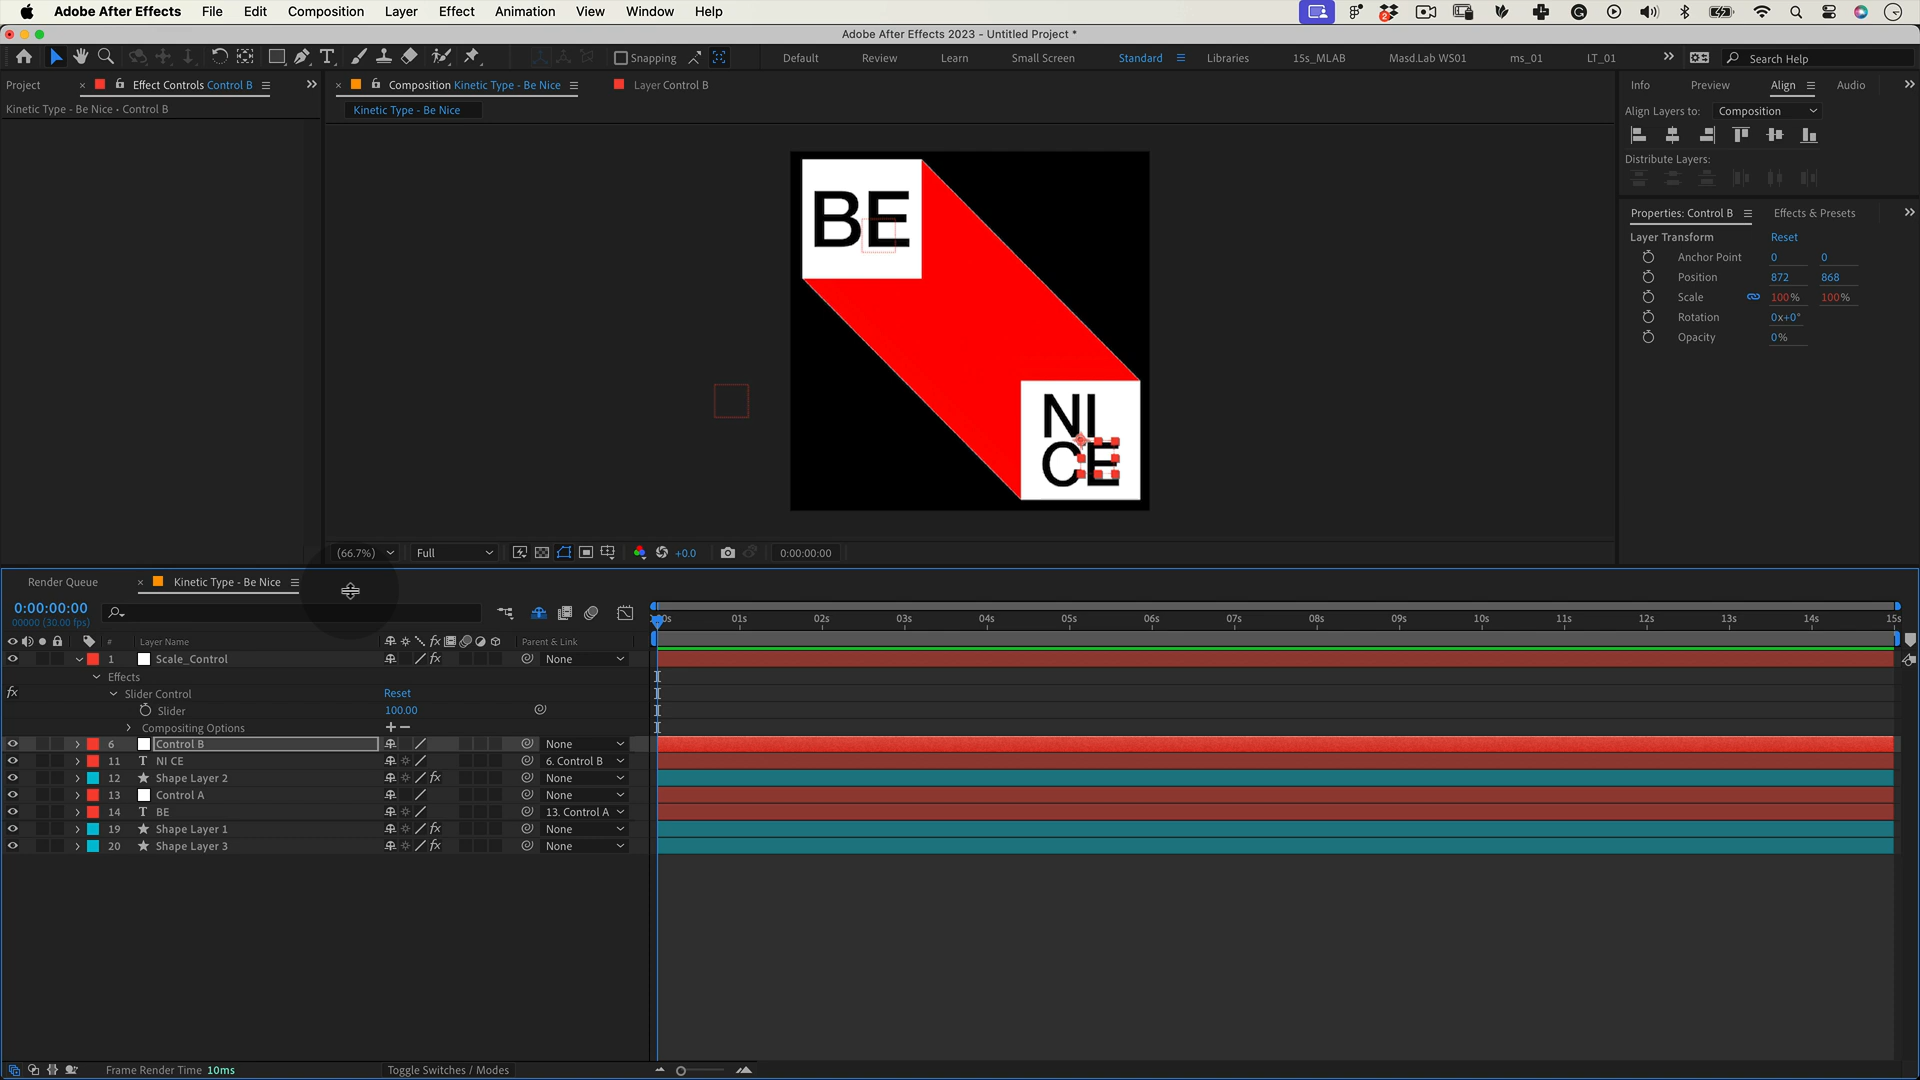 Adobe After Effects File Edit Composition Layer Effect Animation View Window Help
2
Adobe After Effects 2023 - Untitled Project *
Snapping Default Review Learn Small Screen Standard Libraries 15s_MLAB Masd.Lab WS01 ms_01 LT_01 Search Help
Project Effect Controls Control B
Kinetic Type - Be Nice • Control B
Composition Kinetic Type - Be Nice Layer Control B
Kinetic Type - Be Nice
BE
NI
CE
(66.7%) Full +0.0 0:00:00:00
Info Preview Align Audio
Align Layers to: Composition
Distribute Layers:
Properties: Control B Effects & Presets
Layer Transform Reset
Anchor Point 0 0
Position 872 868
Scale 100% 100%
Rotation 0x+0°
Opacity 0%
Render Queue Kinetic Type - Be Nice
0:00:00:00
00000 (30.00 fps)
00s 01s 02s 03s 04s 05s 06s 07s 08s 09s 10s 11s 12s 13s 14s 15s
# Layer Name fx Parent & Link
1 Scale_Control fx None
Effects
fx Slider Control Reset
Slider 100.00
Compositing Options + −
6 Control B None
11 T NI CE 6. Control B
12 Shape Layer 2 fx None
13 Control A None
14 T BE 13. Control A
19 Shape Layer 1 fx None
20 Shape Layer 3 fx None
Frame Render Time 10ms Toggle Switches / Modes